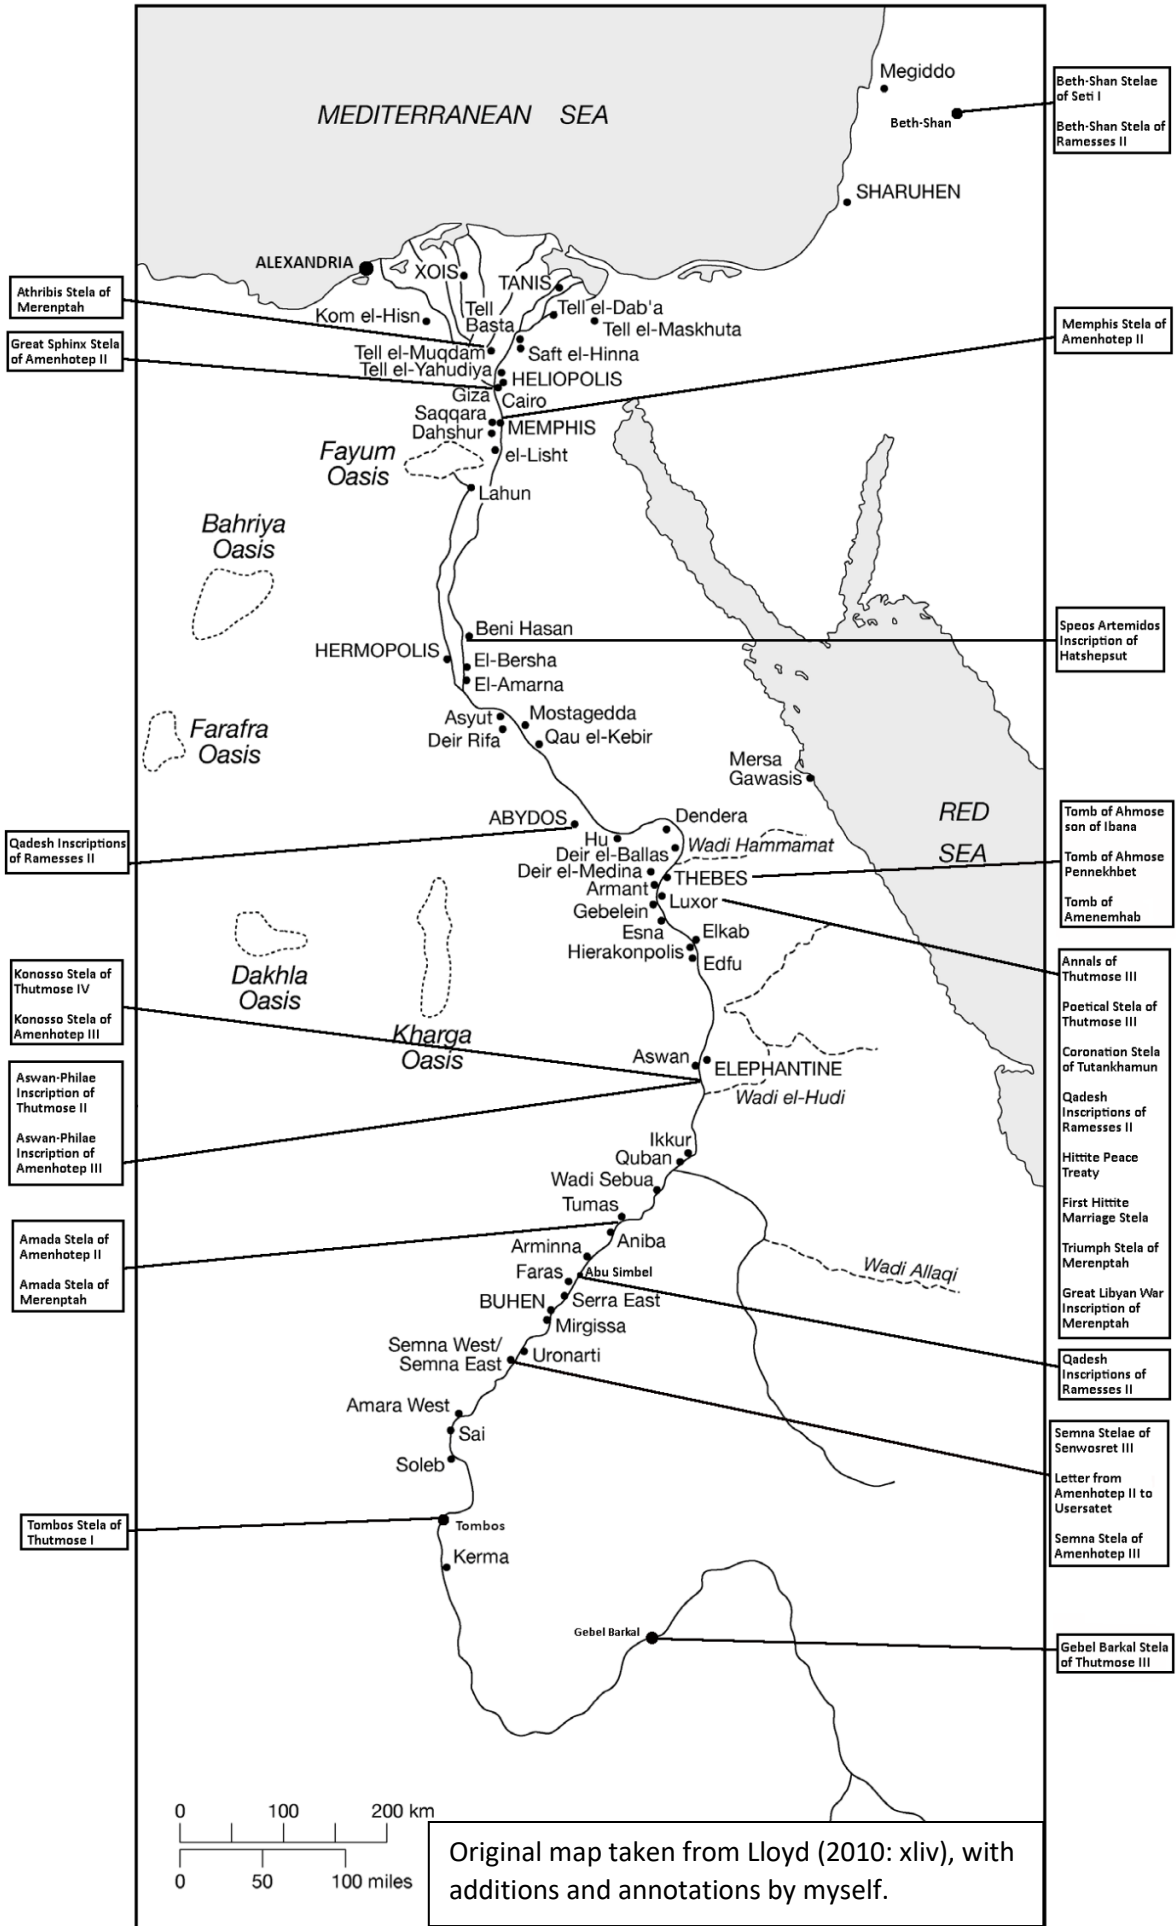 MEDITERRANEAN SEA
Megiddo
Beth-Shan
SHARUHEN
ALEXANDRIA
XOIS
TANIS
Kom el-Hisn
Tell
Basta
Tell el-Dab'a
Tell el-Maskhuta
Tell el-Muqdam
Saft el-Hinna
Tell el-Yahudiya
HELIOPOLIS
Giza
Cairo
Saqqara
MEMPHIS
Dahshur
el-Lisht
Fayum
Oasis
Lahun
Bahriya
Oasis
Beni Hasan
HERMOPOLIS
El-Bersha
El-Amarna
Asyut
Mostagedda
Deir Rifa
Qau el-Kebir
Farafra
Oasis
Mersa
Gawasis
RED
SEA
ABYDOS
Dendera
Hu
Wadi Hammamat
Deir el-Ballas
Deir el-Medina
THEBES
Armant
Luxor
Gebelein
Esna
Elkab
Hierakonpolis
Edfu
Dakhla
Oasis
Kharga
Oasis
Aswan
ELEPHANTINE
Wadi el-Hudi
Ikkur
Quban
Wadi Sebua
Tumas
Aniba
Arminna
Faras
Abu Simbel
Wadi Allaqi
BUHEN
Serra East
Mirgissa
Semna West/
Semna East
Uronarti
Amara West
Sai
Soleb
Tombos
Kerma
Gebel Barkal
Athribis Stela of
Merenptah
Great Sphinx Stela
of Amenhotep II
Qadesh Inscriptions
of Ramesses II
Konosso Stela of
Thutmose IV
Konosso Stela of
Amenhotep III
Aswan-Philae
Inscription of
Thutmose II
Aswan-Philae
Inscription of
Amenhotep III
Amada Stela of
Amenhotep II
Amada Stela of
Merenptah
Tombos Stela of
Thutmose I
Beth-Shan Stelae
of Seti I
Beth-Shan Stela of
Ramesses II
Memphis Stela of
Amenhotep II
Speos Artemidos
Inscription of
Hatshepsut
Tomb of Ahmose
son of Ibana
Tomb of Ahmose
Pennekhbet
Tomb of
Amenemhab
Annals of
Thutmose III
Poetical Stela of
Thutmose III
Coronation Stela
of Tutankhamun
Qadesh
Inscriptions of
Ramesses II
Hittite Peace
Treaty
First Hittite
Marriage Stela
Triumph Stela of
Merenptah
Great Libyan War
Inscription of
Merenptah
Qadesh
Inscriptions of
Ramesses II
Semna Stelae of
Senwosret III
Letter from
Amenhotep II to
Usersatet
Semna Stela of
Amenhotep III
Gebel Barkal Stela
of Thutmose III
0 100 200 km
0 50 100 miles
Original map taken from Lloyd (2010: xliv), with
additions and annotations by myself.